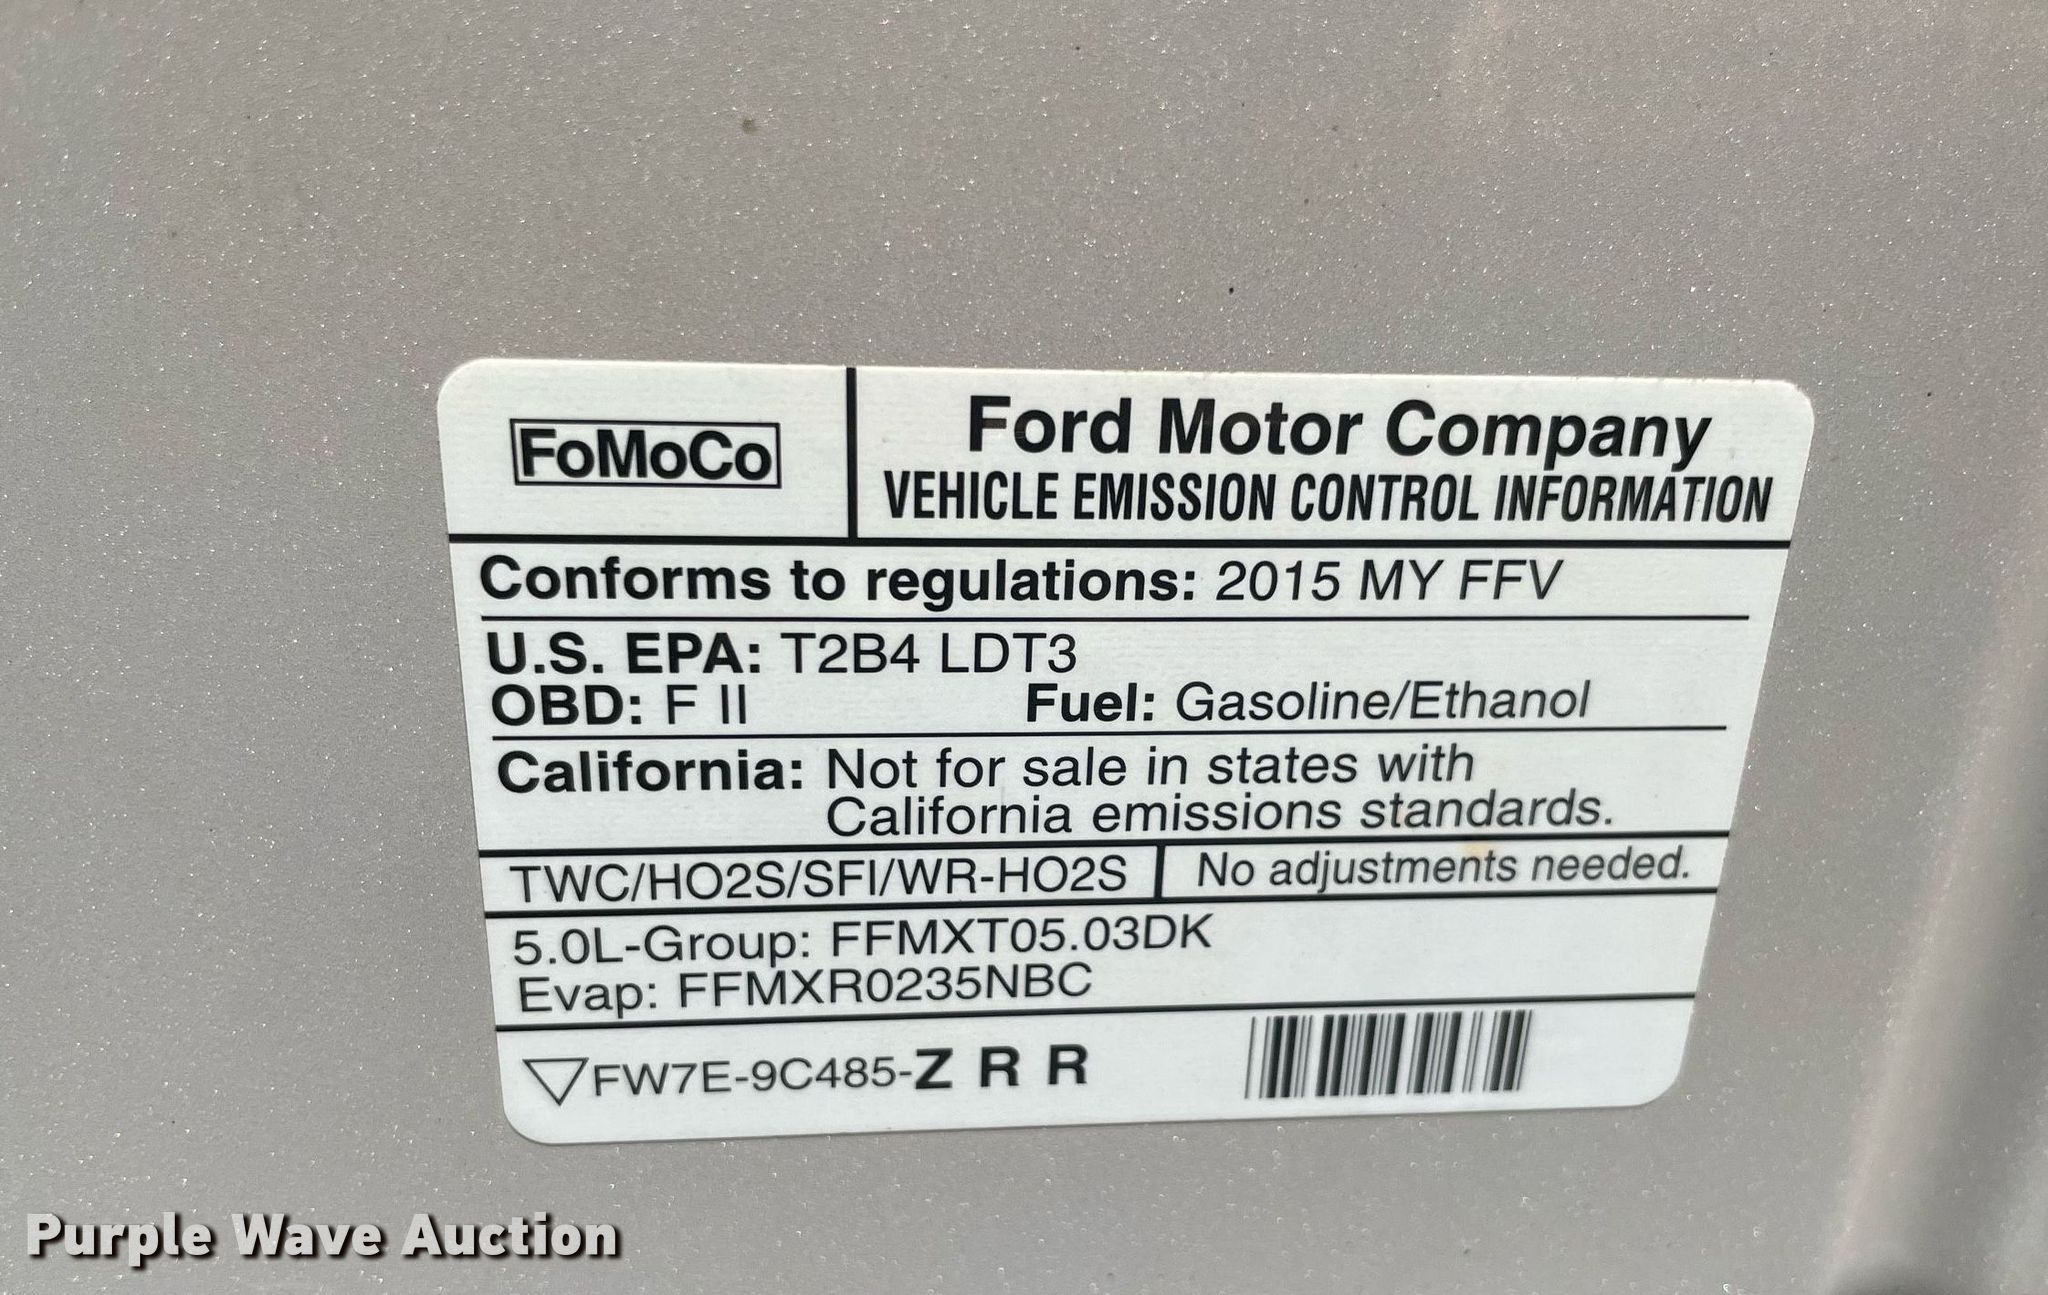 FoMoCo
Ford Motor Company
VEHICLE EMISSION CONTROL INFORMATION
Conforms to regulations: 2015 MY FFV
U.S. EPA: T2B4 LDT3
OBD: F II Fuel: Gasoline/Ethanol
California: Not for sale in states with
California emissions standards.
TWC/HO2S/SFI/WR-HO2S No adjustments needed.
5.0L-Group: FFMXT05.03DK
Evap: FFMXR0235NBC
FW7E-9C485-Z R R
Purple Wave Auction